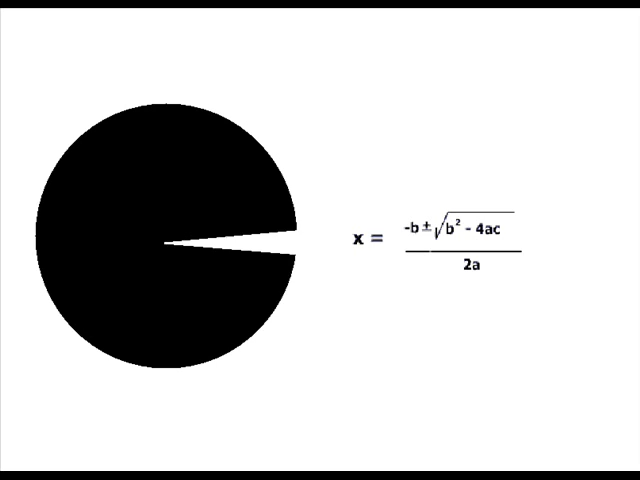 x = -b ± √b² - 4ac
2a